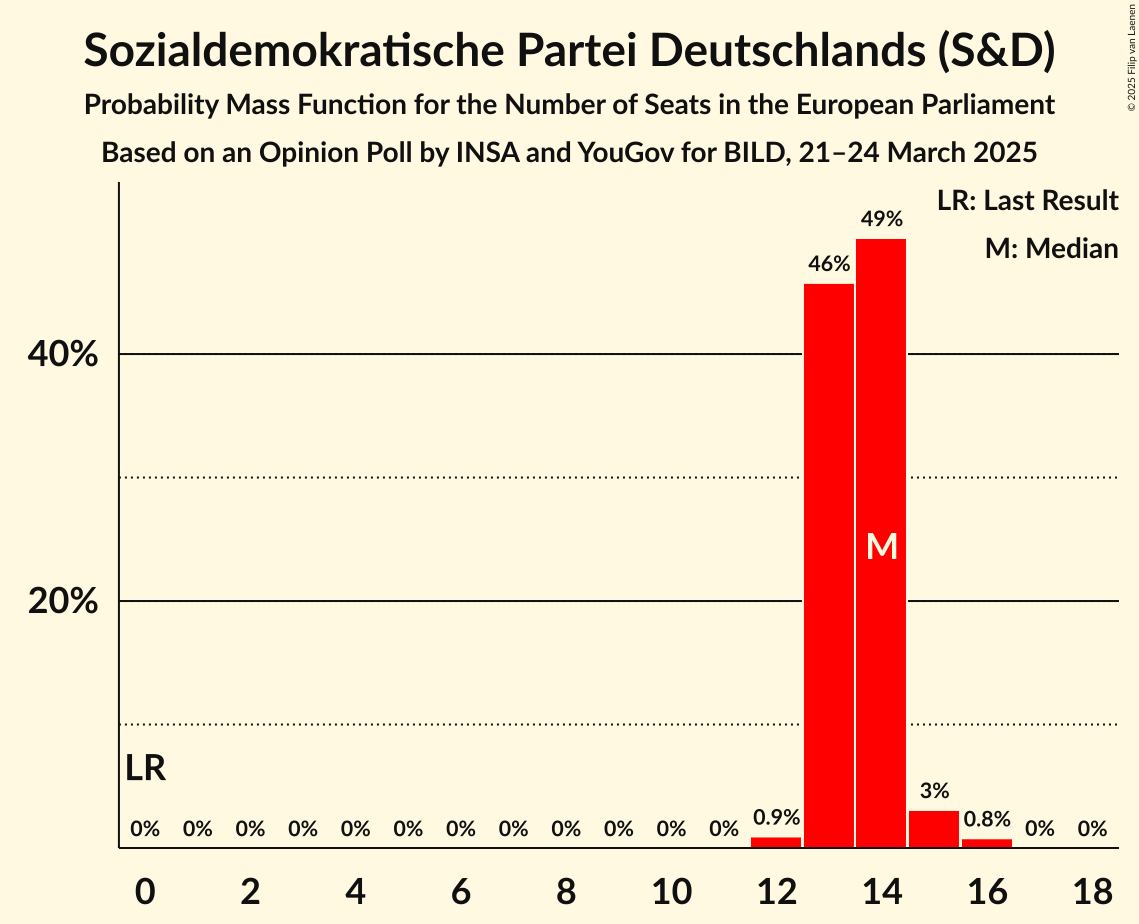 Sozialdemokratische Partei Deutschlands (S&D)
Probability Mass Function for the Number of Seats in the European Parliament
Based on an Opinion Poll by INSA and YouGov for BILD, 21–24 March 2025
© 2025 Filip van Laenen
LR: Last Result
M: Median
49%
46%
40%
M
20%
LR
0% 0% 0% 0% 0% 0% 0% 0% 0% 0% 0% 0% 0.9% 3% 0.8% 0% 0%
0 2 4 6 8 10 12 14 16 18